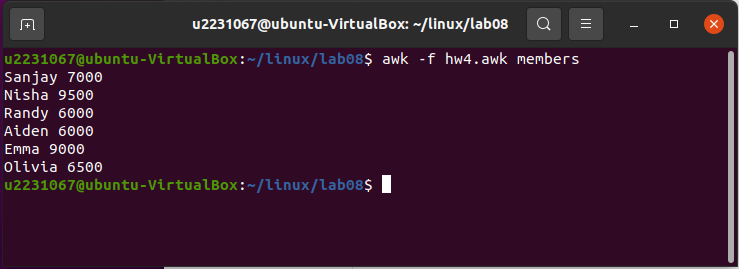 u2231067@ubuntu-VirtualBox: ~/linux/lab08
u2231067@ubuntu-VirtualBox:~/linux/lab08$ awk -f hw4.awk members
Sanjay 7000
Nisha 9500
Randy 6000
Aiden 6000
Emma 9000
Olivia 6500
u2231067@ubuntu-VirtualBox:~/linux/lab08$